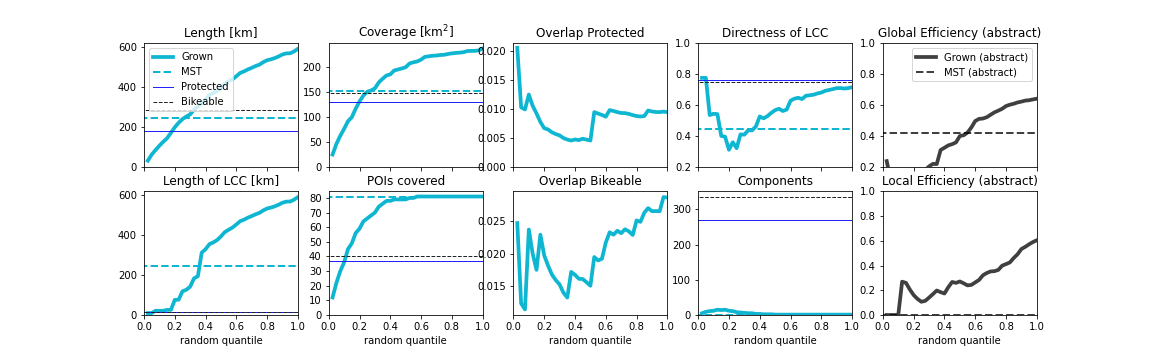 Length [km]
600
400
200
0
Grown
MST
Protected
Bikeable
Coverage [km²]
200
150
100
50
0
Overlap Protected
0.020
0.015
0.010
0.005
0.000
Directness of LCC
1.0
0.8
0.6
0.4
0.2
Global Efficiency (abstract)
1.0
0.8
0.6
0.4
0.2
Grown (abstract)
MST (abstract)
Length of LCC [km]
600
400
200
0
0.0 0.2 0.4 0.6 0.8 1.0
random quantile
POIs covered
80
70
60
50
40
30
20
10
0
0.0 0.2 0.4 0.6 0.8 1.0
random quantile
Overlap Bikeable
0.025
0.020
0.015
0.0 0.2 0.4 0.6 0.8 1.0
random quantile
Components
300
200
100
0
0.0 0.2 0.4 0.6 0.8 1.0
random quantile
Local Efficiency (abstract)
1.0
0.8
0.6
0.4
0.2
0.0
0.0 0.2 0.4 0.6 0.8 1.0
random quantile